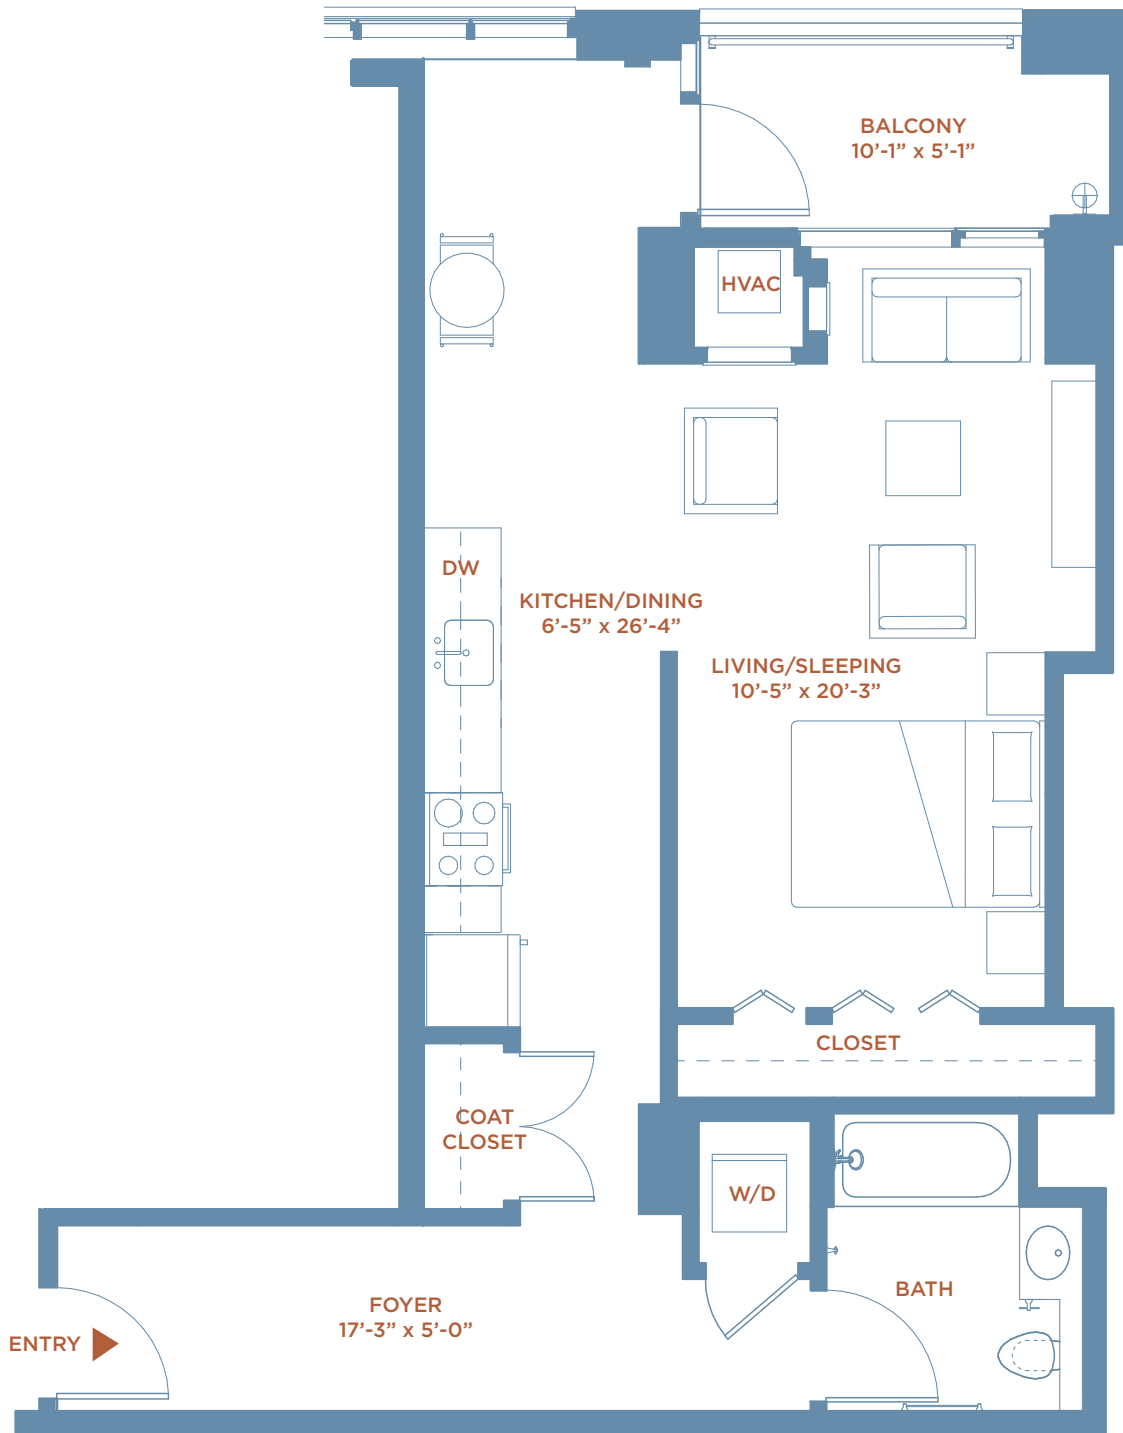 BALCONY
10’-1” x 5’-1”
HVAC
DW
KITCHEN/DINING
6’-5” x 26’-4”
LIVING/SLEEPING
10’-5” x 20’-3”
CLOSET
COAT
CLOSET
W/D
BATH
FOYER
17’-3” x 5’-0”
ENTRY